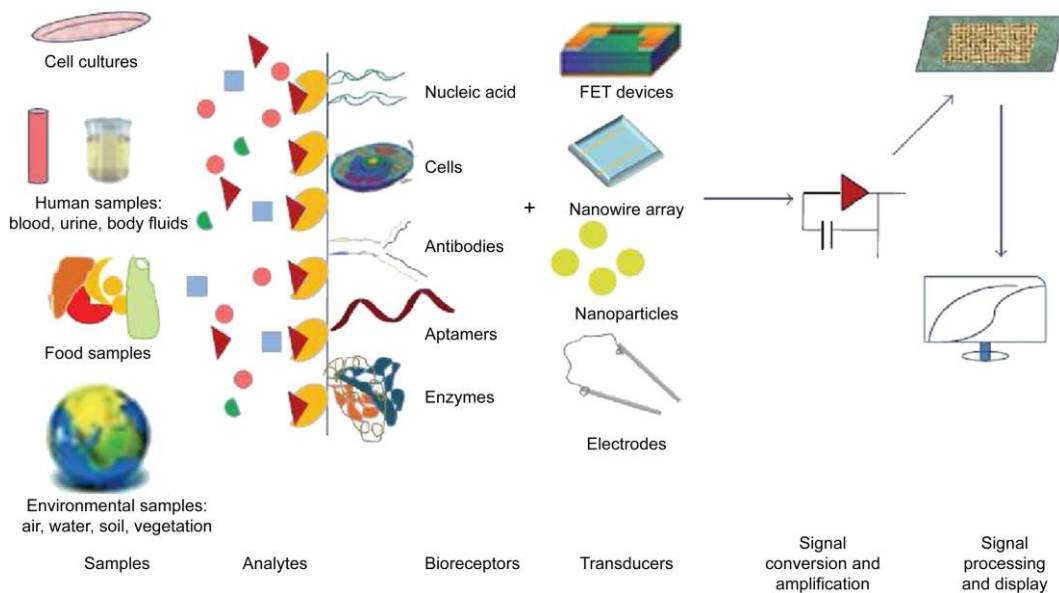 Cell cultures
Human samples:
blood, urine, body fluids
Food samples
Environmental samples:
air, water, soil, vegetation
Nucleic acid
Cells
Antibodies
Aptamers
Enzymes
+
FET devices
Nanowire array
Nanoparticles
Electrodes
Samples
Analytes
Bioreceptors
Transducers
Signal
conversion and
amplification
Signal
processing
and display